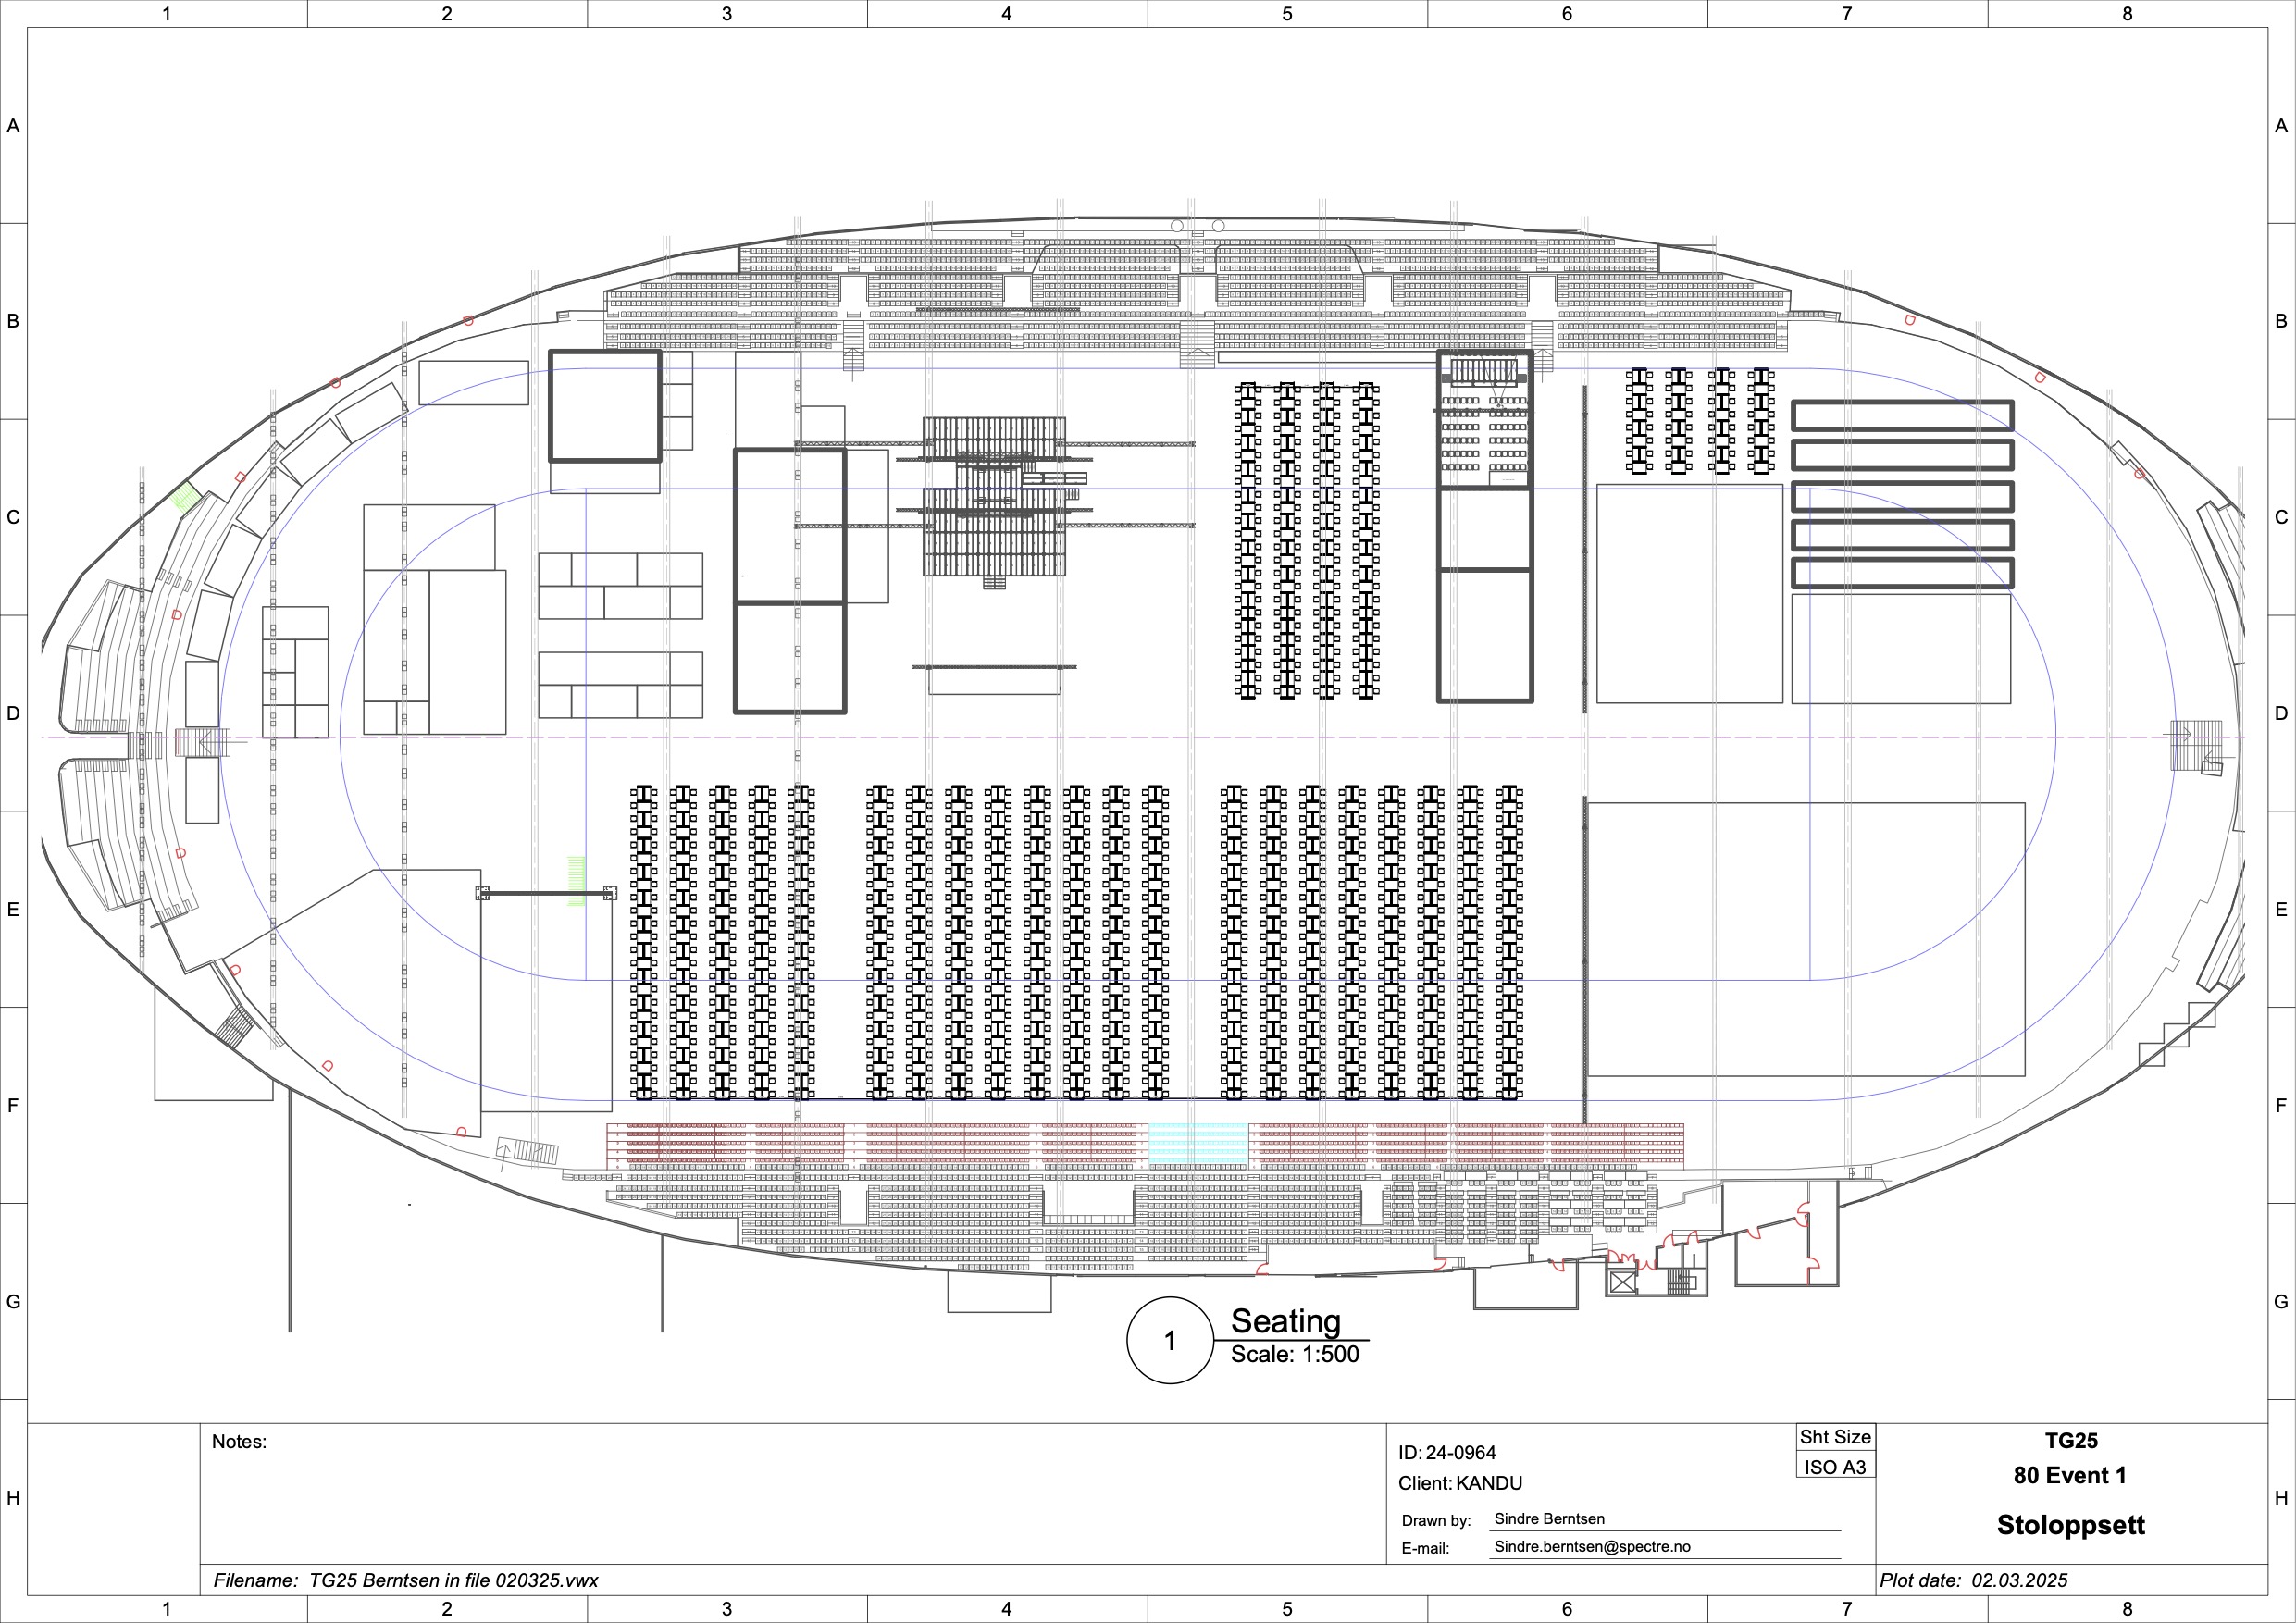 1 2 3 4 5 6 7 8
A A
B B
C C
D D
E E
F F
G G
1 Seating
Scale: 1:500
H H
Notes:
ID: 24-0964
Client: KANDU
Drawn by: Sindre Berntsen
E-mail: Sindre.berntsen@spectre.no
Sht Size
ISO A3
TG25
80 Event 1
Stoloppsett
Filename: TG25 Berntsen in file 020325.vwx
Plot date: 02.03.2025
1 2 3 4 5 6 7 8